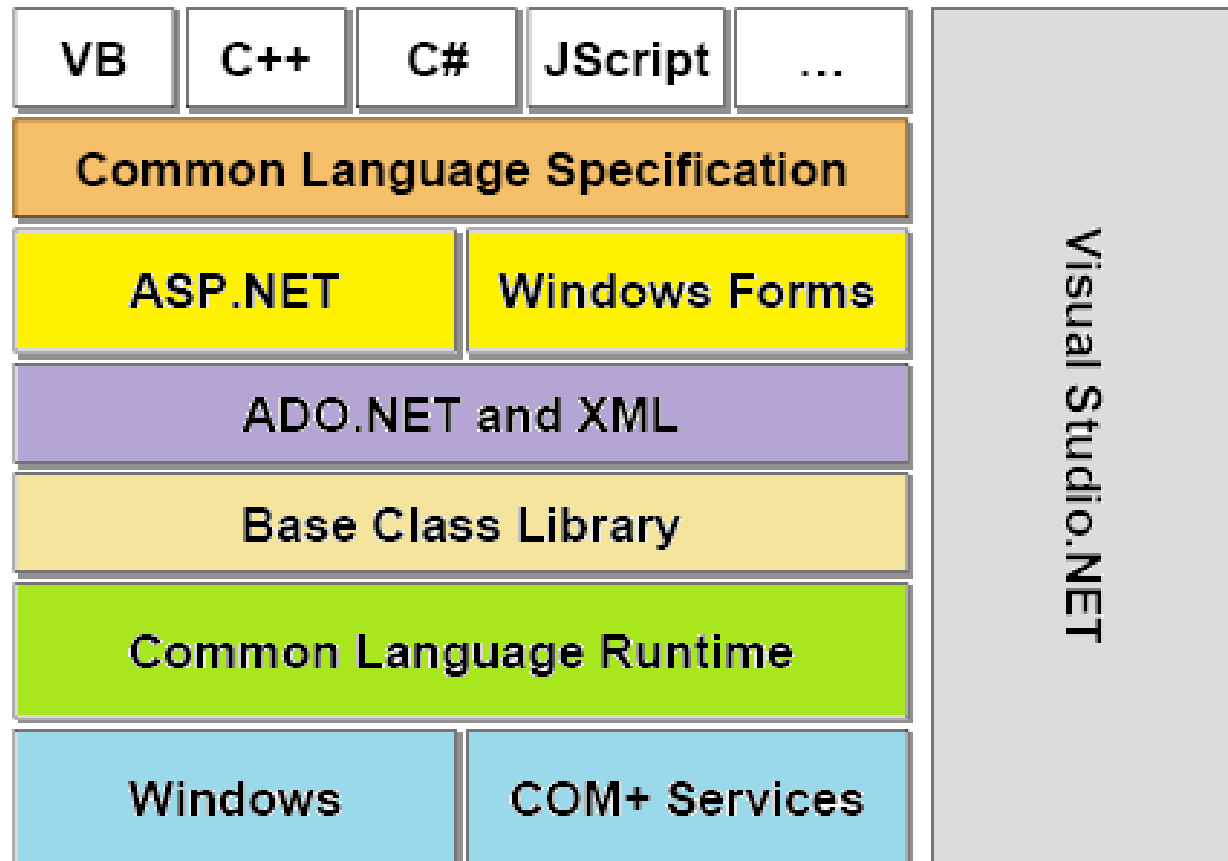 VB C++ C# JScript ...
Common Language Specification
ASP.NET Windows Forms
ADO.NET and XML
Base Class Library
Common Language Runtime
Windows COM+ Services
Visual Studio.NET